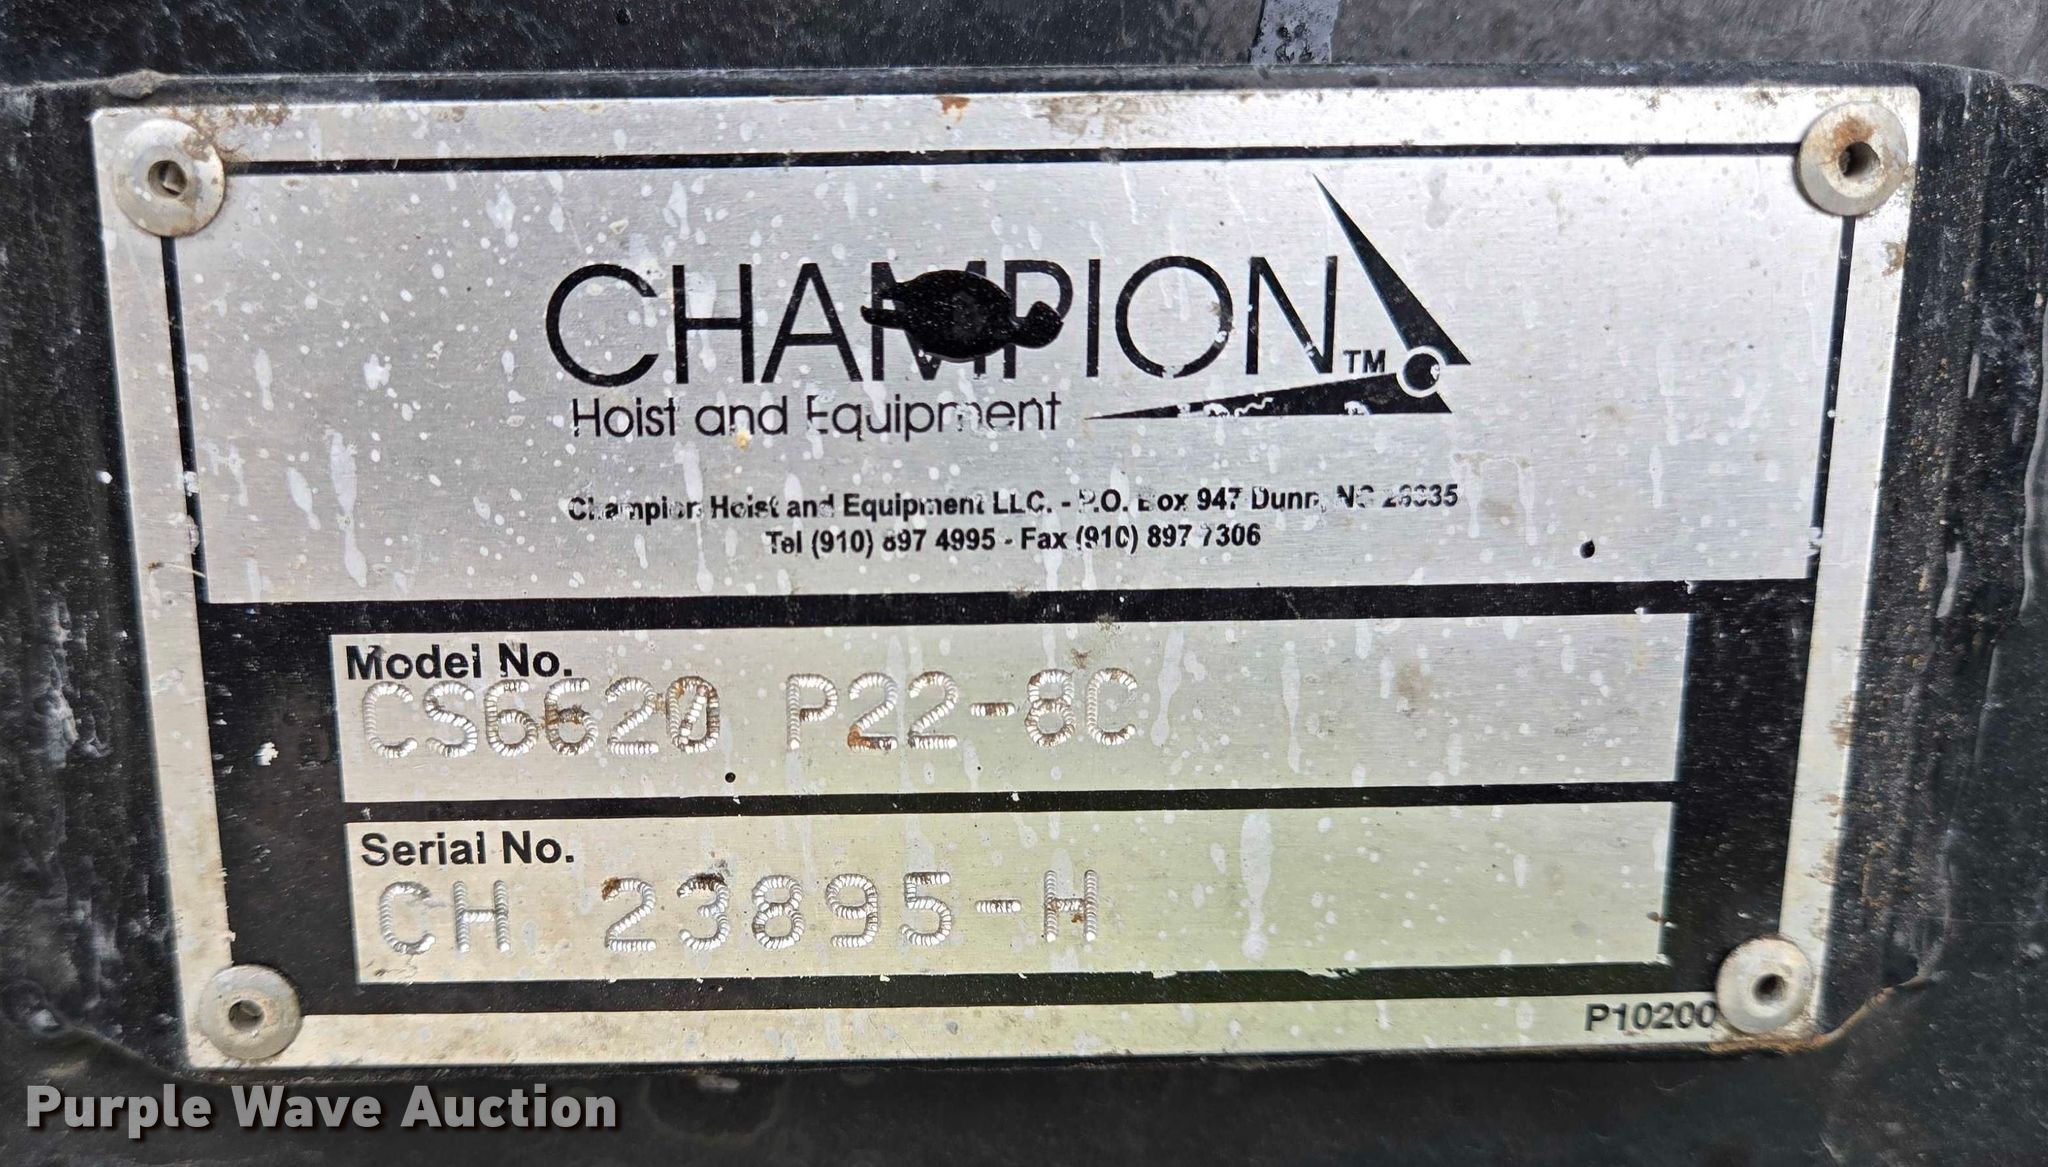 CHAMPION TM
Hoist and Equipment
Champion Hoist and Equipment LLC. - P.O. Box 947 Dunn, NC 28335
Tel (910) 897 4995 - Fax (910) 897 7306
Model No.
CS6620 P22-8C
Serial No.
CH 23895-H
P10200
Purple Wave Auction